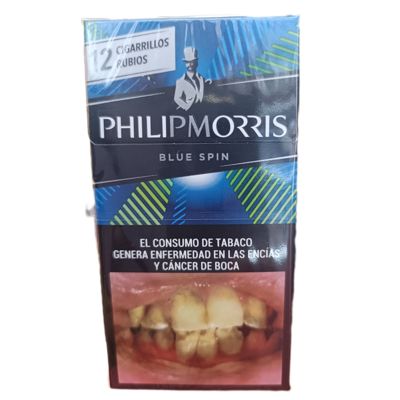 12 CIGARRILLOS
RUBIOS
PHILIPMORRIS
BLUE SPIN
EL CONSUMO DE TABACO
GENERA ENFERMEDAD EN LAS ENCÍAS
Y CÁNCER DE BOCA